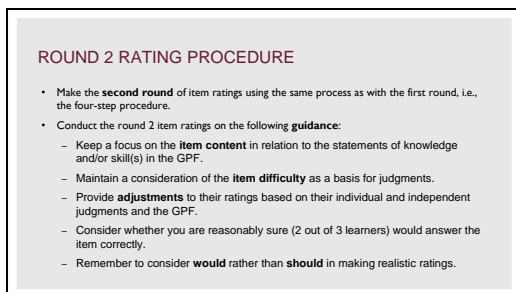 ROUND 2 RATING PROCEDURE
• Make the second round of item ratings using the same process as with the first round, i.e.,
the four-step procedure.
• Conduct the round 2 item ratings on the following guidance:
– Keep a focus on the item content in relation to the statements of knowledge
and/or skill(s) in the GPF.
– Maintain a consideration of the item difficulty as a basis for judgments.
– Provide adjustments to their ratings based on their individual and independent
judgments and the GPF.
– Consider whether you are reasonably sure (2 out of 3 learners) would answer the
item correctly.
– Remember to consider would rather than should in making realistic ratings.